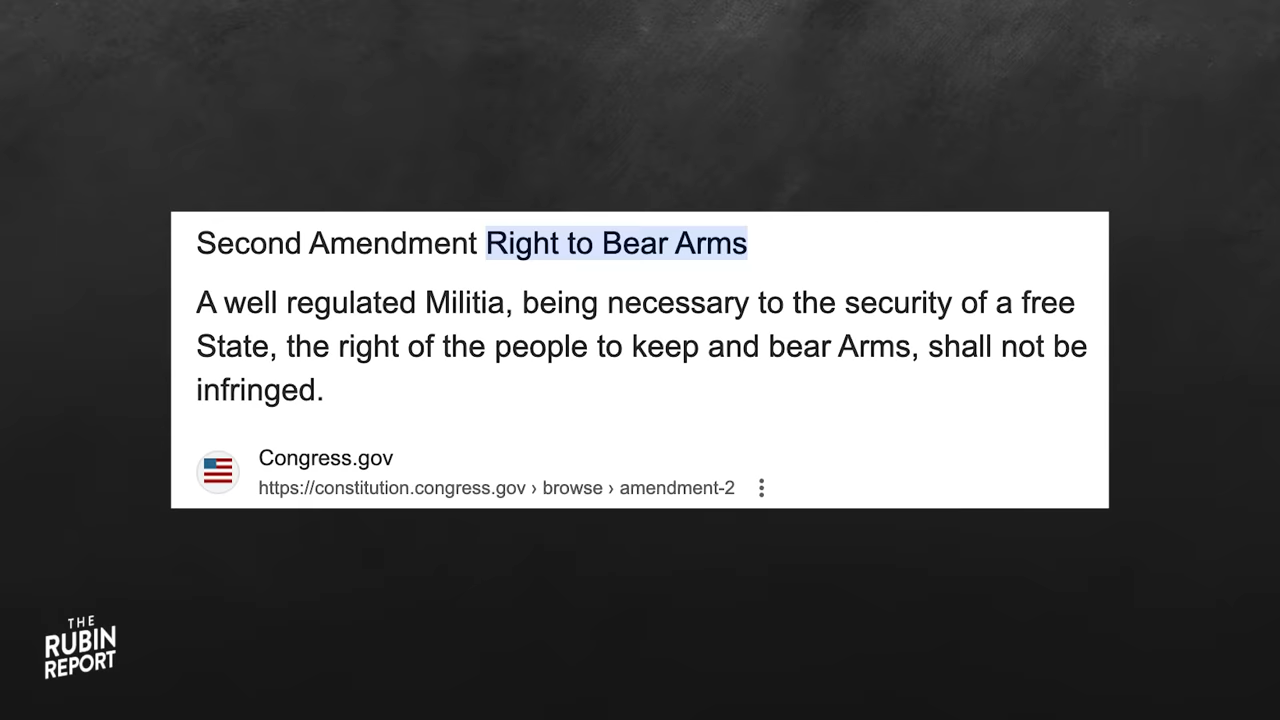 Second Amendment Right to Bear Arms
A well regulated Militia, being necessary to the security of a free
State, the right of the people to keep and bear Arms, shall not be
infringed.
Congress.gov
https://constitution.congress.gov › browse › amendment-2
THE
RUBIN
REPORT